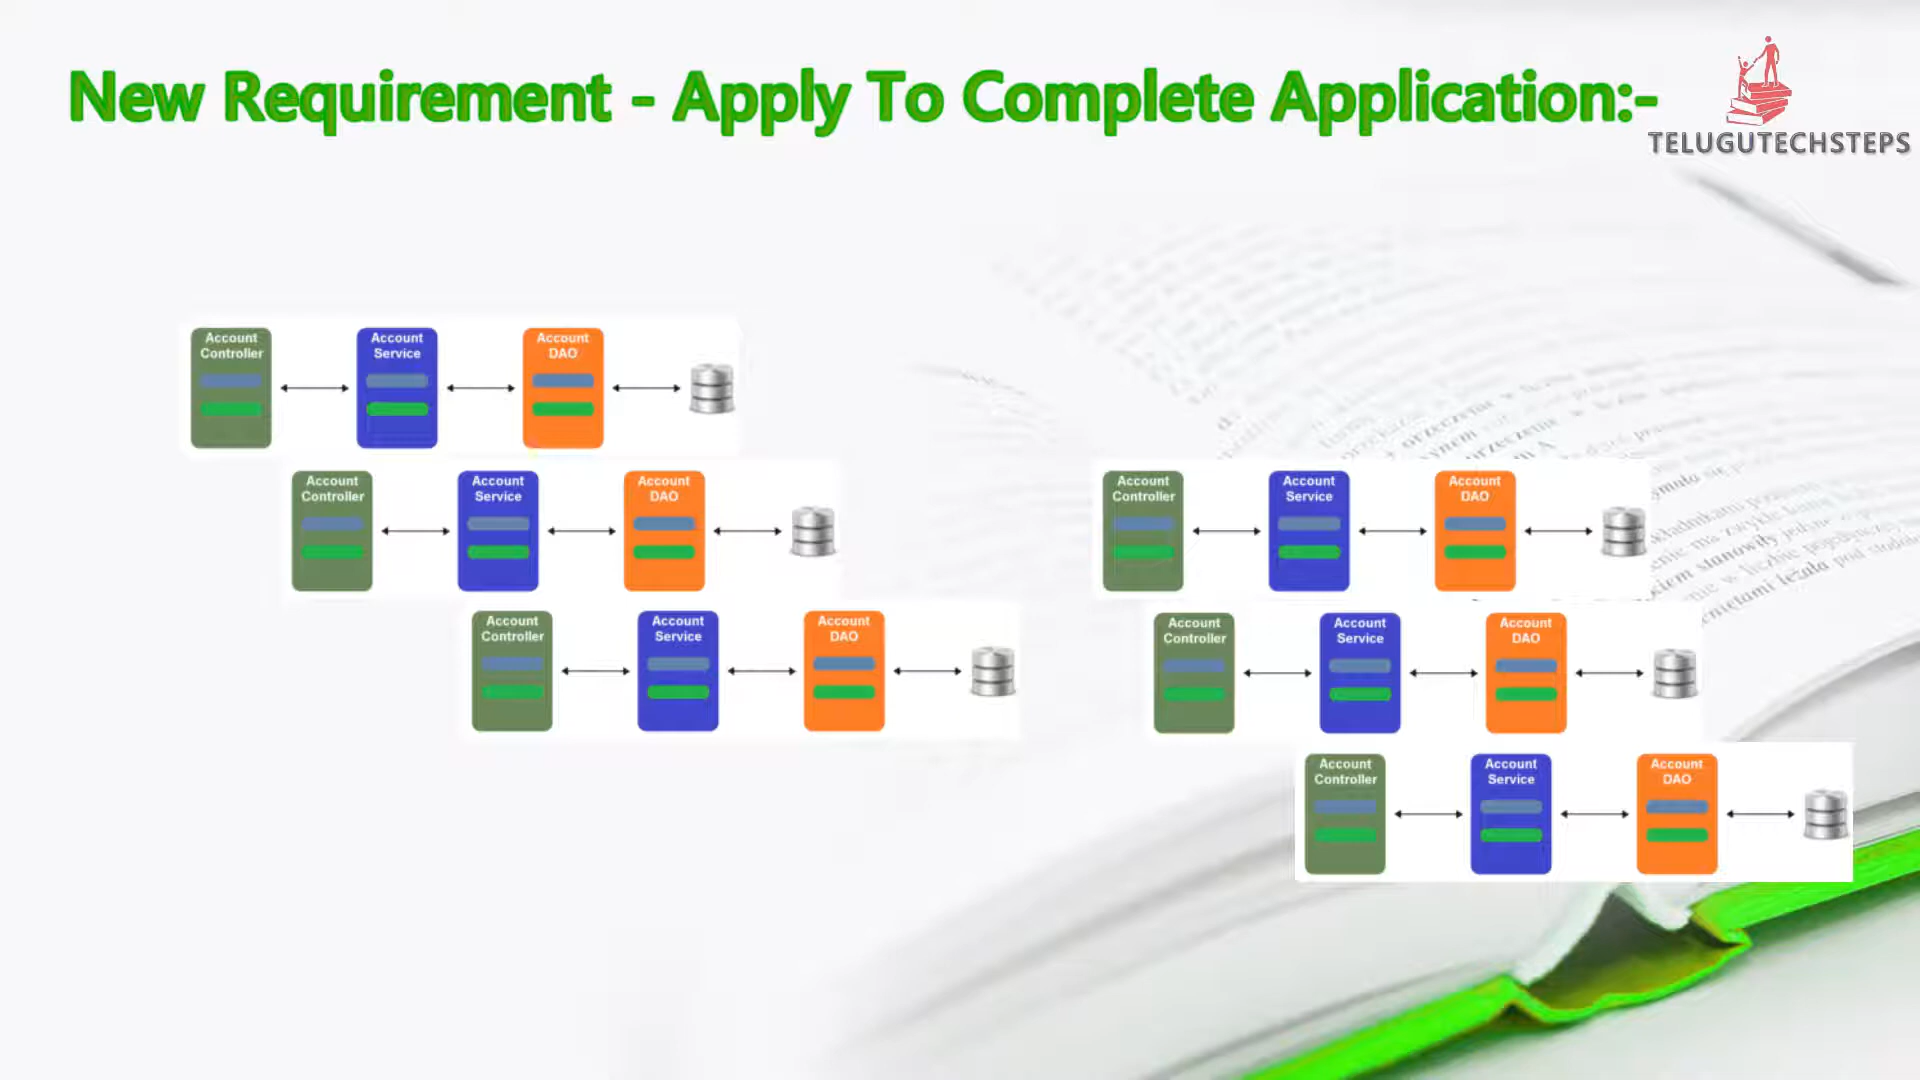 New Requirement - Apply To Complete Application:-
TELUGUTECHSTEPS
Account
Controller
Account
Service
Account
DAO
Account
Controller
Account
Service
Account
DAO
Account
Controller
Account
Service
Account
DAO
Account
Controller
Account
Service
Account
DAO
Account
Controller
Account
Service
Account
DAO
Account
Controller
Account
Service
Account
DAO